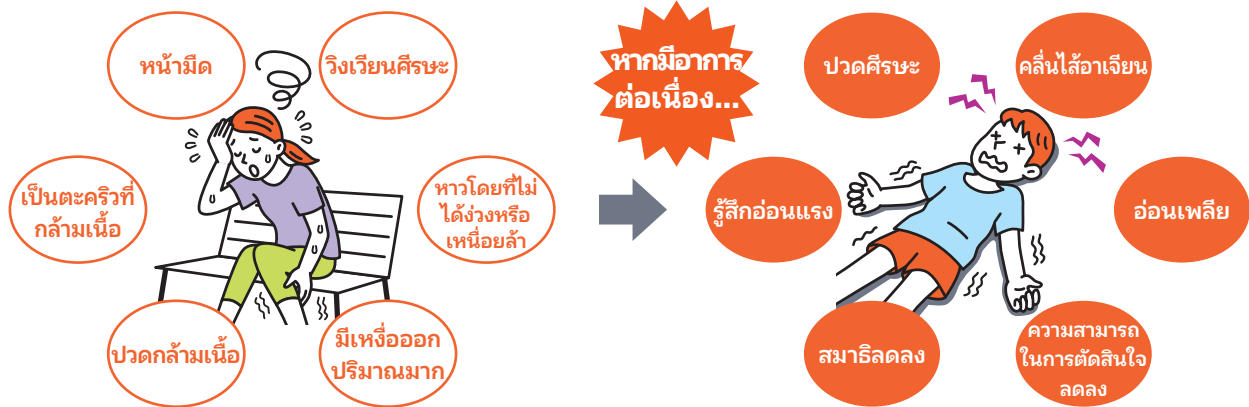 หน้ามืด
วิงเวียนศีรษะ
เป็นตะคริวที่
กล้ามเนื้อ
หาวโดยที่ไม่
ได้ง่วงหรือ
เหนื่อยล้า
ปวดกล้ามเนื้อ
มีเหงื่อออก
ปริมาณมาก
หากมีอาการ
ต่อเนื่อง...
ปวดศีรษะ
คลื่นไส้อาเจียน
รู้สึกอ่อนแรง
อ่อนเพลีย
สมาธิลดลง
ความสามารถ
ในการตัดสินใจ
ลดลง